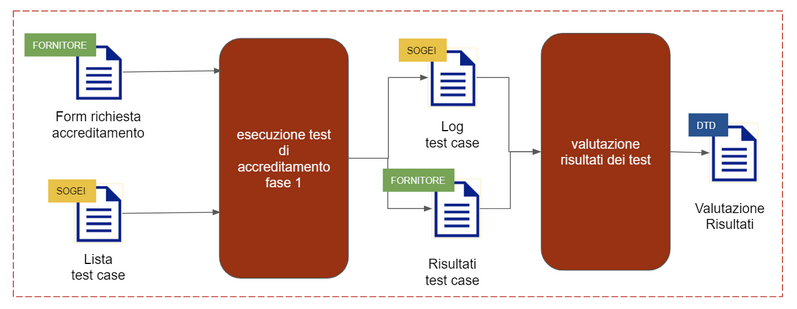 FORNITORE
Form richiesta
accreditamento
SOGEI
Lista
test case
esecuzione test
di
accreditamento
fase 1
SOGEI
Log
test case
FORNITORE
Risultati
test case
valutazione
risultati dei test
DTD
Valutazione
Risultati